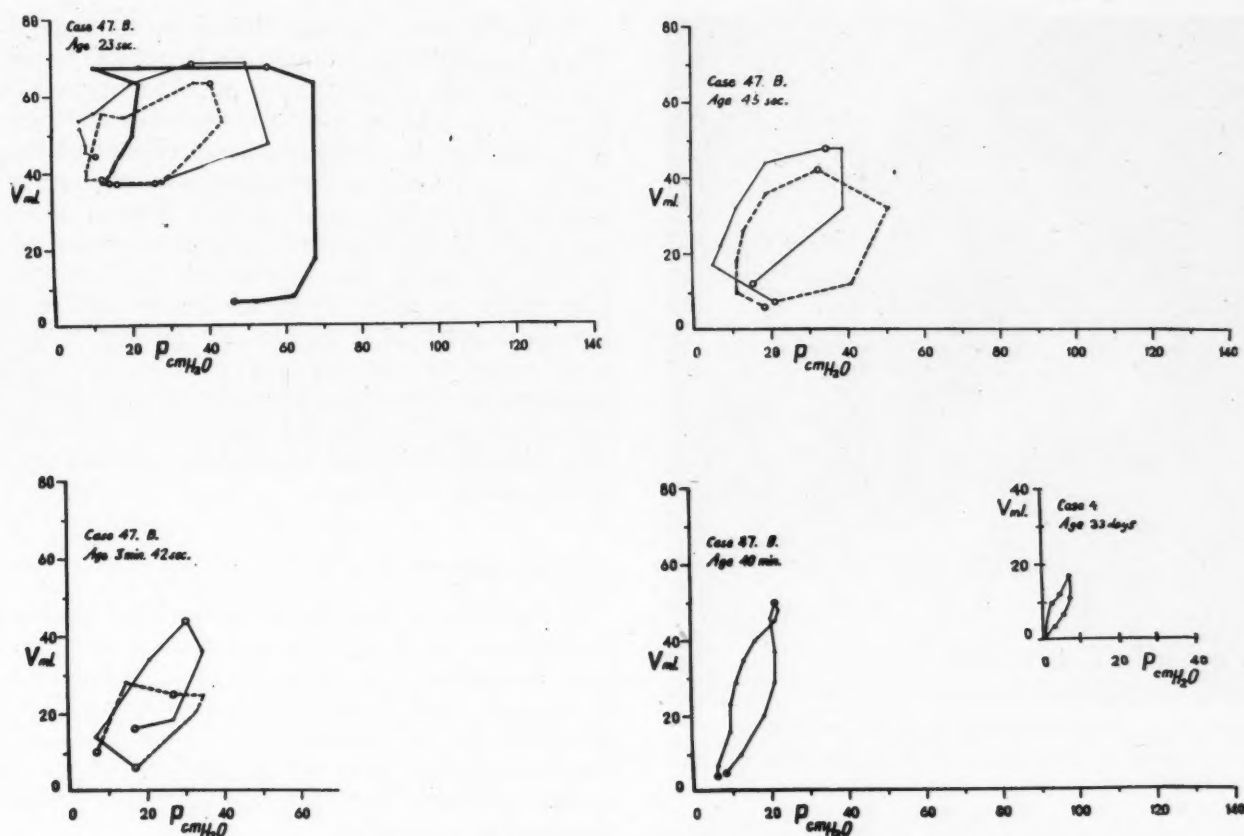 80
Case 47. B.
Age 23 sec.
60
40
V ml.
20
0
0 20 40 60 80 100 120 140
P cmH₂O
80
Case 47. B.
Age 45 sec.
60
40
V ml.
20
0
0 20 40 60 80 100 120 140
P cmH₂O
80
Case 47. B.
Age 3 min. 42 sec.
60
40
V ml.
20
0
0 20 40 60
P cmH₂O
80
Case 47. B.
Age 40 min.
60
40
V ml.
20
0
0 20 40 60 80 100 120 140
P cmH₂O
40
V ml.
Case 4
Age 33 days
20
0
0 20 40
P cmH₂O